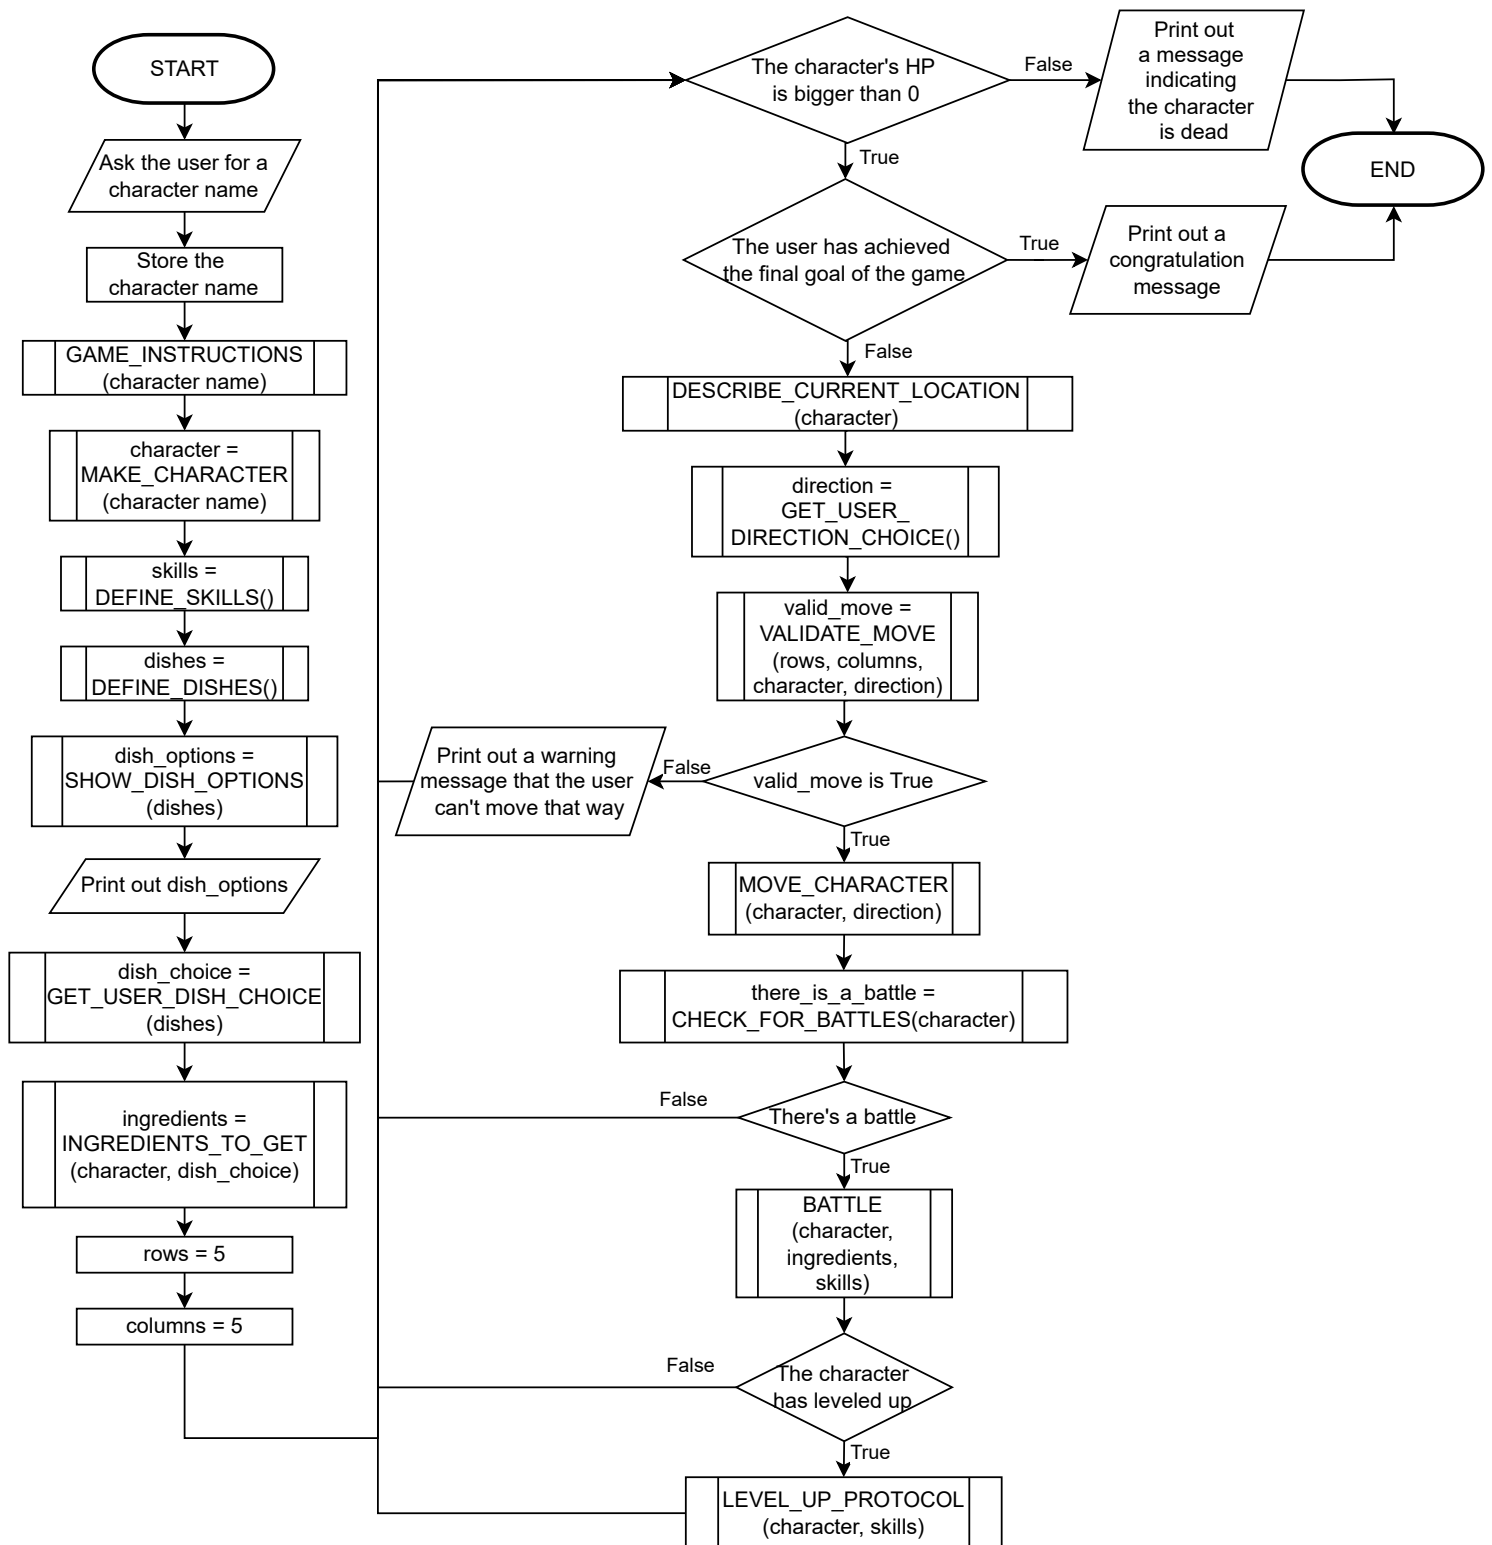 START
Ask the user for a
character name
Store the
character name
GAME_INSTRUCTIONS
(character name)
character =
MAKE_CHARACTER
(character name)
skills =
DEFINE_SKILLS()
dishes =
DEFINE_DISHES()
dish_options =
SHOW_DISH_OPTIONS
(dishes)
Print out dish_options
dish_choice =
GET_USER_DISH_CHOICE
(dishes)
ingredients =
INGREDIENTS_TO_GET
(character, dish_choice)
rows = 5
columns = 5
The character's HP
is bigger than 0
False
Print out
a message
indicating
the character
is dead
END
True
The user has achieved
the final goal of the game
True
Print out a
congratulation
message
False
DESCRIBE_CURRENT_LOCATION
(character)
direction =
GET_USER_
DIRECTION_CHOICE()
valid_move =
VALIDATE_MOVE
(rows, columns,
character, direction)
valid_move is True
False
Print out a warning
message that the user
can't move that way
True
MOVE_CHARACTER
(character, direction)
there_is_a_battle =
CHECK_FOR_BATTLES(character)
There's a battle
False
True
BATTLE
(character,
ingredients,
skills)
The character
has leveled up
False
True
LEVEL_UP_PROTOCOL
(character, skills)